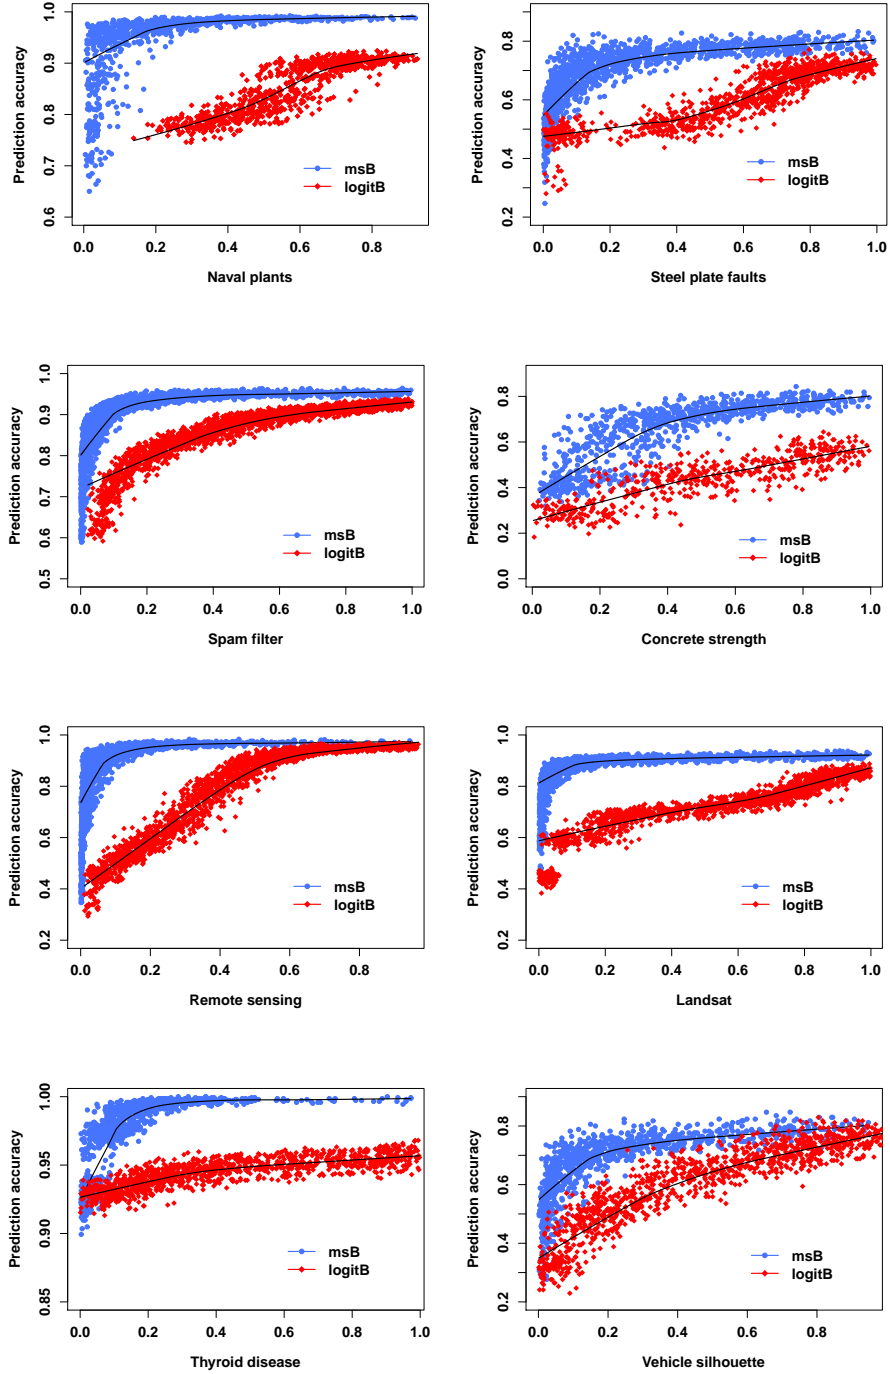 Prediction accuracy
1.0
0.9
0.8
0.7
0.6
msB
logitB
0.0 0.2 0.4 0.6 0.8
Naval plants
Prediction accuracy
0.8
0.6
0.4
0.2
msB
logitB
0.0 0.2 0.4 0.6 0.8 1.0
Steel plate faults
Prediction accuracy
1.0
0.9
0.8
0.7
0.6
0.5
msB
logitB
0.0 0.2 0.4 0.6 0.8 1.0
Spam filter
Prediction accuracy
0.8
0.6
0.4
0.2
0.0
msB
logitB
0.0 0.2 0.4 0.6 0.8 1.0
Concrete strength
Prediction accuracy
1.0
0.8
0.6
0.4
0.2
msB
logitB
0.0 0.2 0.4 0.6 0.8
Remote sensing
Prediction accuracy
1.0
0.8
0.6
0.4
0.2
msB
logitB
0.0 0.2 0.4 0.6 0.8 1.0
Landsat
Prediction accuracy
1.00
0.95
0.90
0.85
msB
logitB
0.0 0.2 0.4 0.6 0.8 1.0
Thyroid disease
Prediction accuracy
0.8
0.6
0.4
0.2
msB
logitB
0.0 0.2 0.4 0.6 0.8
Vehicle silhouette